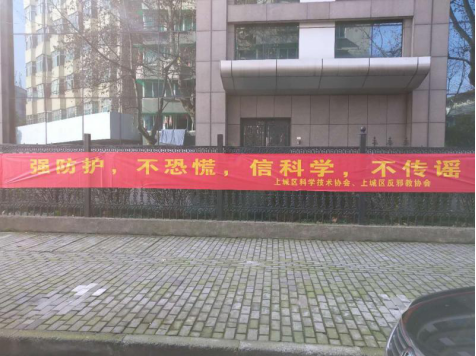 强防护，不恐慌，信科学，不传谣
上城区科学技术协会、上城区反邪教协会